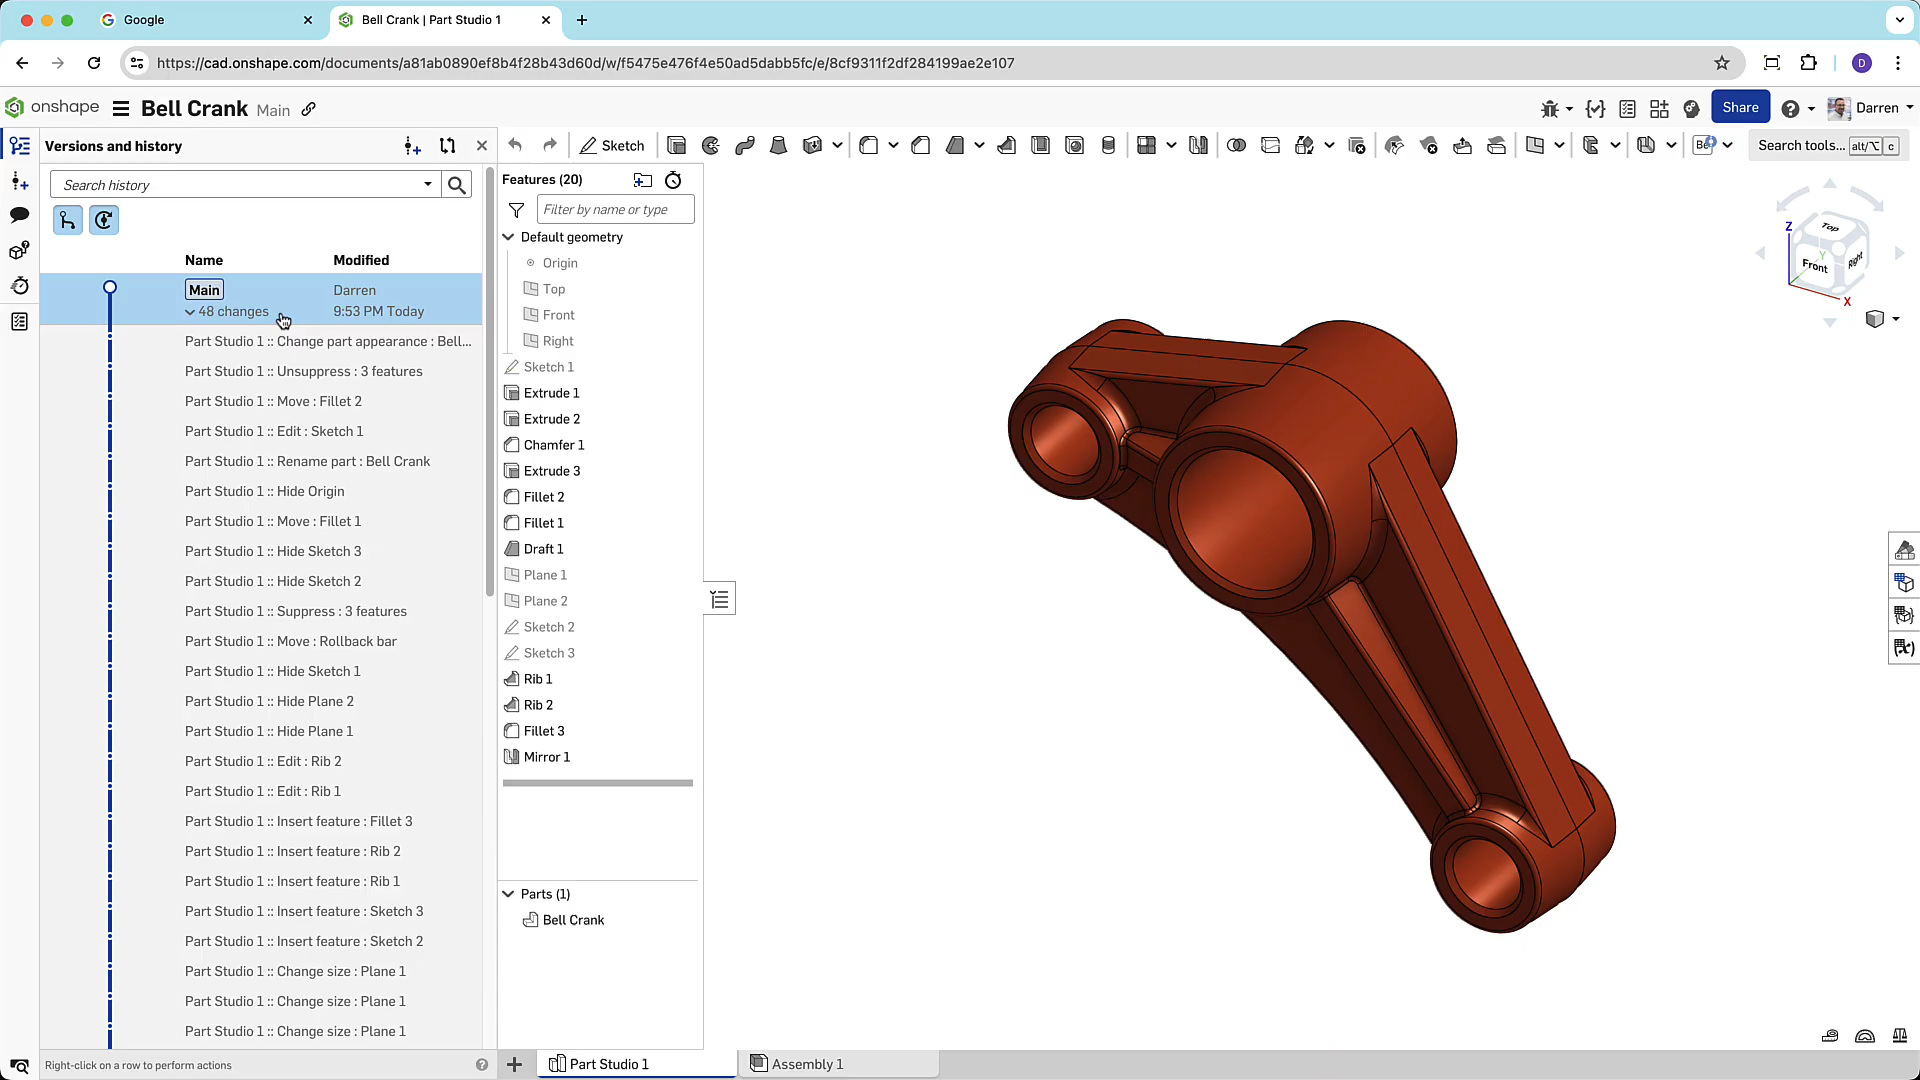 Google
Bell Crank | Part Studio 1
https://cad.onshape.com/documents/a81ab0890ef8b4f28b43d60d/w/f5475e476f4e50ad5dabb5fc/e/8cf9311f2df284199ae2e107
D
onshape
Bell Crank Main
Share
Darren
Versions and history
Sketch
Search tools... alt/⌥ c
Search history
Name Modified
Main Darren
48 changes 9:53 PM Today
Part Studio 1 :: Change part appearance : Bell...
Part Studio 1 :: Unsuppress : 3 features
Part Studio 1 :: Move : Fillet 2
Part Studio 1 :: Edit : Sketch 1
Part Studio 1 :: Rename part : Bell Crank
Part Studio 1 :: Hide Origin
Part Studio 1 :: Move : Fillet 1
Part Studio 1 :: Hide Sketch 3
Part Studio 1 :: Hide Sketch 2
Part Studio 1 :: Suppress : 3 features
Part Studio 1 :: Move : Rollback bar
Part Studio 1 :: Hide Sketch 1
Part Studio 1 :: Hide Plane 2
Part Studio 1 :: Hide Plane 1
Part Studio 1 :: Edit : Rib 2
Part Studio 1 :: Edit : Rib 1
Part Studio 1 :: Insert feature : Fillet 3
Part Studio 1 :: Insert feature : Rib 2
Part Studio 1 :: Insert feature : Rib 1
Part Studio 1 :: Insert feature : Sketch 3
Part Studio 1 :: Insert feature : Sketch 2
Part Studio 1 :: Change size : Plane 1
Part Studio 1 :: Change size : Plane 1
Part Studio 1 :: Change size : Plane 1
Right-click on a row to perform actions
Features (20)
Filter by name or type
Default geometry
Origin
Top
Front
Right
Sketch 1
Extrude 1
Extrude 2
Chamfer 1
Extrude 3
Fillet 2
Fillet 1
Draft 1
Plane 1
Plane 2
Sketch 2
Sketch 3
Rib 1
Rib 2
Fillet 3
Mirror 1
Parts (1)
Bell Crank
Z
Top
Y
Front
Right
X
Part Studio 1
Assembly 1